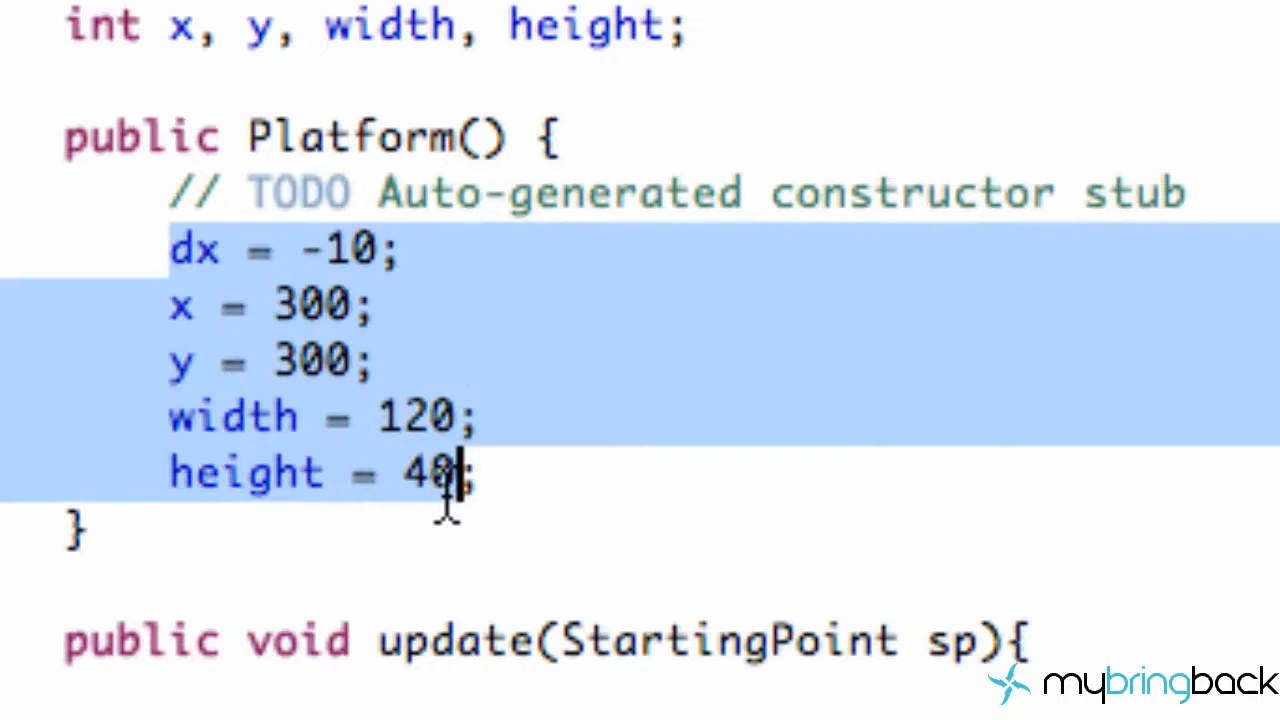 int x, y, width, height;
public Platform() {
// TODO Auto-generated constructor stub
dx = -10;
x = 300;
y = 300;
width = 120;
height = 40;
}
public void update(StartingPoint sp){
mybringback